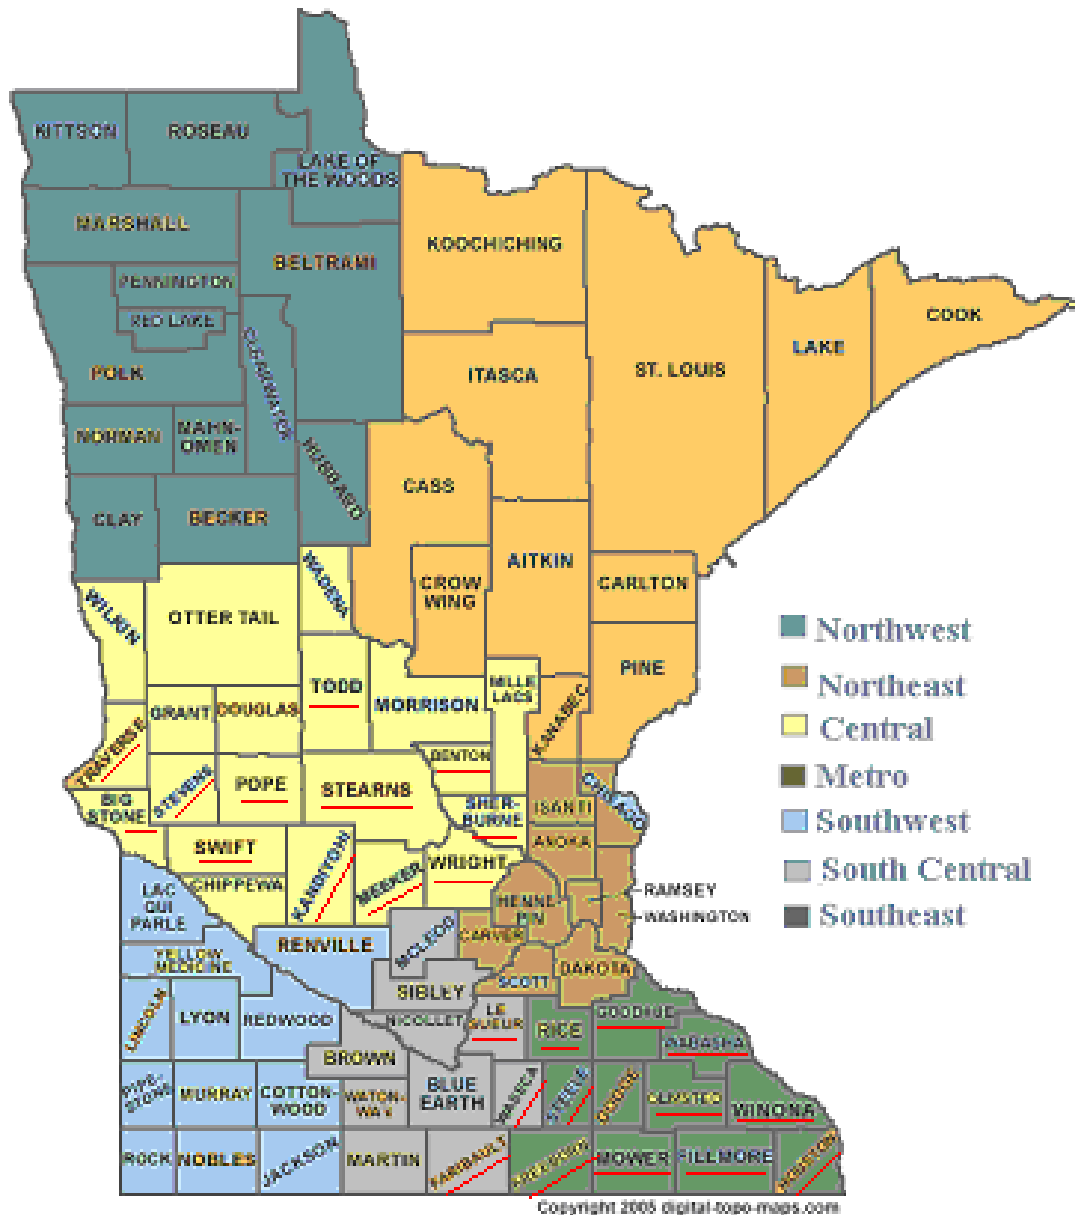 KITTSON
ROSEAU
LAKE OF
THE WOODS
MARSHALL
BELTRAMI
KOOCHICHING
PENNINGTON
RED LAKE
CLEARWATER
POLK
ITASCA
ST. LOUIS
LAKE
COOK
NORMAN
MAHN-
OMEN
HUBBARD
CASS
CLAY
BECKER
AITKIN
CROW
WING
CARLTON
WILKIN
OTTER TAIL
WADENA
PINE
TODD
MORRISON
MILLE
LACS
KANABEC
GRANT
DOUGLAS
TRAVERSE
STEVENS
POPE
STEARNS
BENTON
BIG
STONE
SHER-
BURNE
ISANTI
CHISAGO
ANOKA
SWIFT
KANDIYOHI
MEEKER
WRIGHT
CHIPPEWA
LAC
QUI
PARLE
HENNE-
PIN
RAMSEY
WASHINGTON
RENVILLE
MCLEOD
CARVER
YELLOW
MEDICINE
SCOTT
DAKOTA
SIBLEY
LINCOLN
LYON
REDWOOD
NICOLLET
LE
SUEUR
RICE
GOODHUE
WABASHA
BROWN
PIPE-
STONE
MURRAY
COTTON-
WOOD
WATON-
WAN
BLUE
EARTH
WASECA
STEELE
DODGE
OLMSTED
WINONA
ROCK
NOBLES
JACKSON
MARTIN
FARIBAULT
FREEBORN
MOWER
FILLMORE
HOUSTON
Northwest
Northeast
Central
Metro
Southwest
South Central
Southeast
Copyright 2005 digital-topo-maps.com